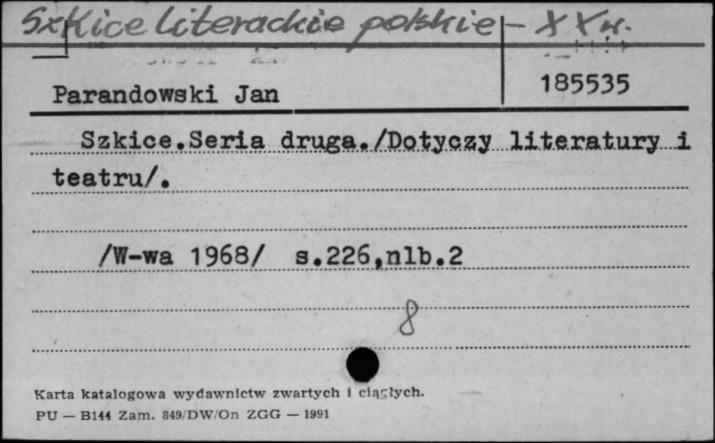 Szkice literackie polskie - XX w.
185535
Parandowski Jan
Szkice.Seria druga./Dotyczy literatury i
teatru/.
/W-wa 1968/ s.226,nlb.2
8
Karta katalogowa wydawnictw zwartych i ciągłych.
PU — B144 Zam. 849/DW/On ZGG — 1991